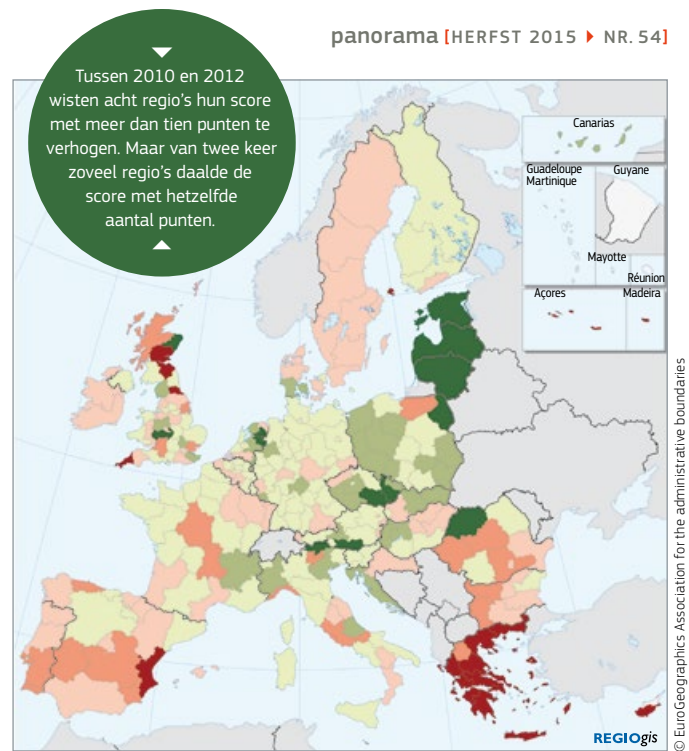 panorama [HERFST 2015 ▶ NR. 54]
Tussen 2010 en 2012
wisten acht regio's hun score
met meer dan tien punten te
verhogen. Maar van twee keer
zoveel regio's daalde de
score met hetzelfde
aantal punten.
Canarias
Guadeloupe
Martinique
Guyane
Mayotte
Réunion
Açores
Madeira
REGIOgis
© EuroGeographics Association for the administrative boundaries